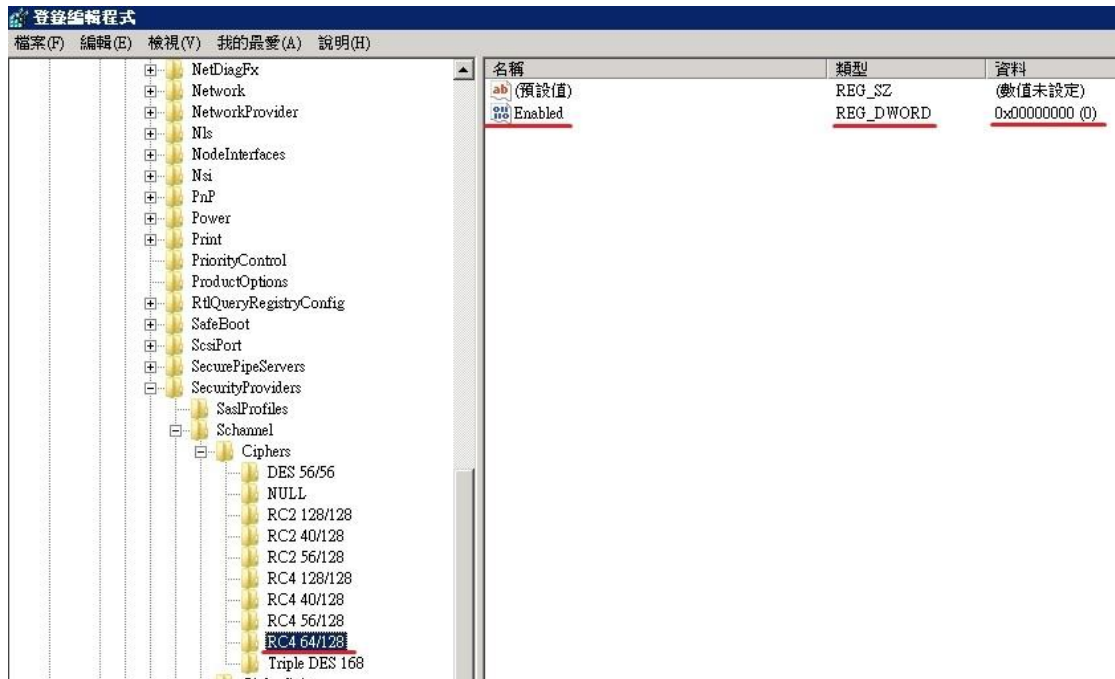 登錄編輯程式
檔案(F) 編輯(E) 檢視(V) 我的最愛(A) 說明(H)
NetDiagFx
Network
NetworkProvider
Nls
NodeInterfaces
Nsi
PnP
Power
Print
PriorityControl
ProductOptions
RtlQueryRegistryConfig
SafeBoot
ScsiPort
SecurePipeServers
SecurityProviders
SaslProfiles
Schannel
Ciphers
DES 56/56
NULL
RC2 128/128
RC2 40/128
RC2 56/128
RC4 128/128
RC4 40/128
RC4 56/128
RC4 64/128
Triple DES 168
名稱 類型 資料
(預設值) REG_SZ (數值未設定)
Enabled REG_DWORD 0x00000000 (0)